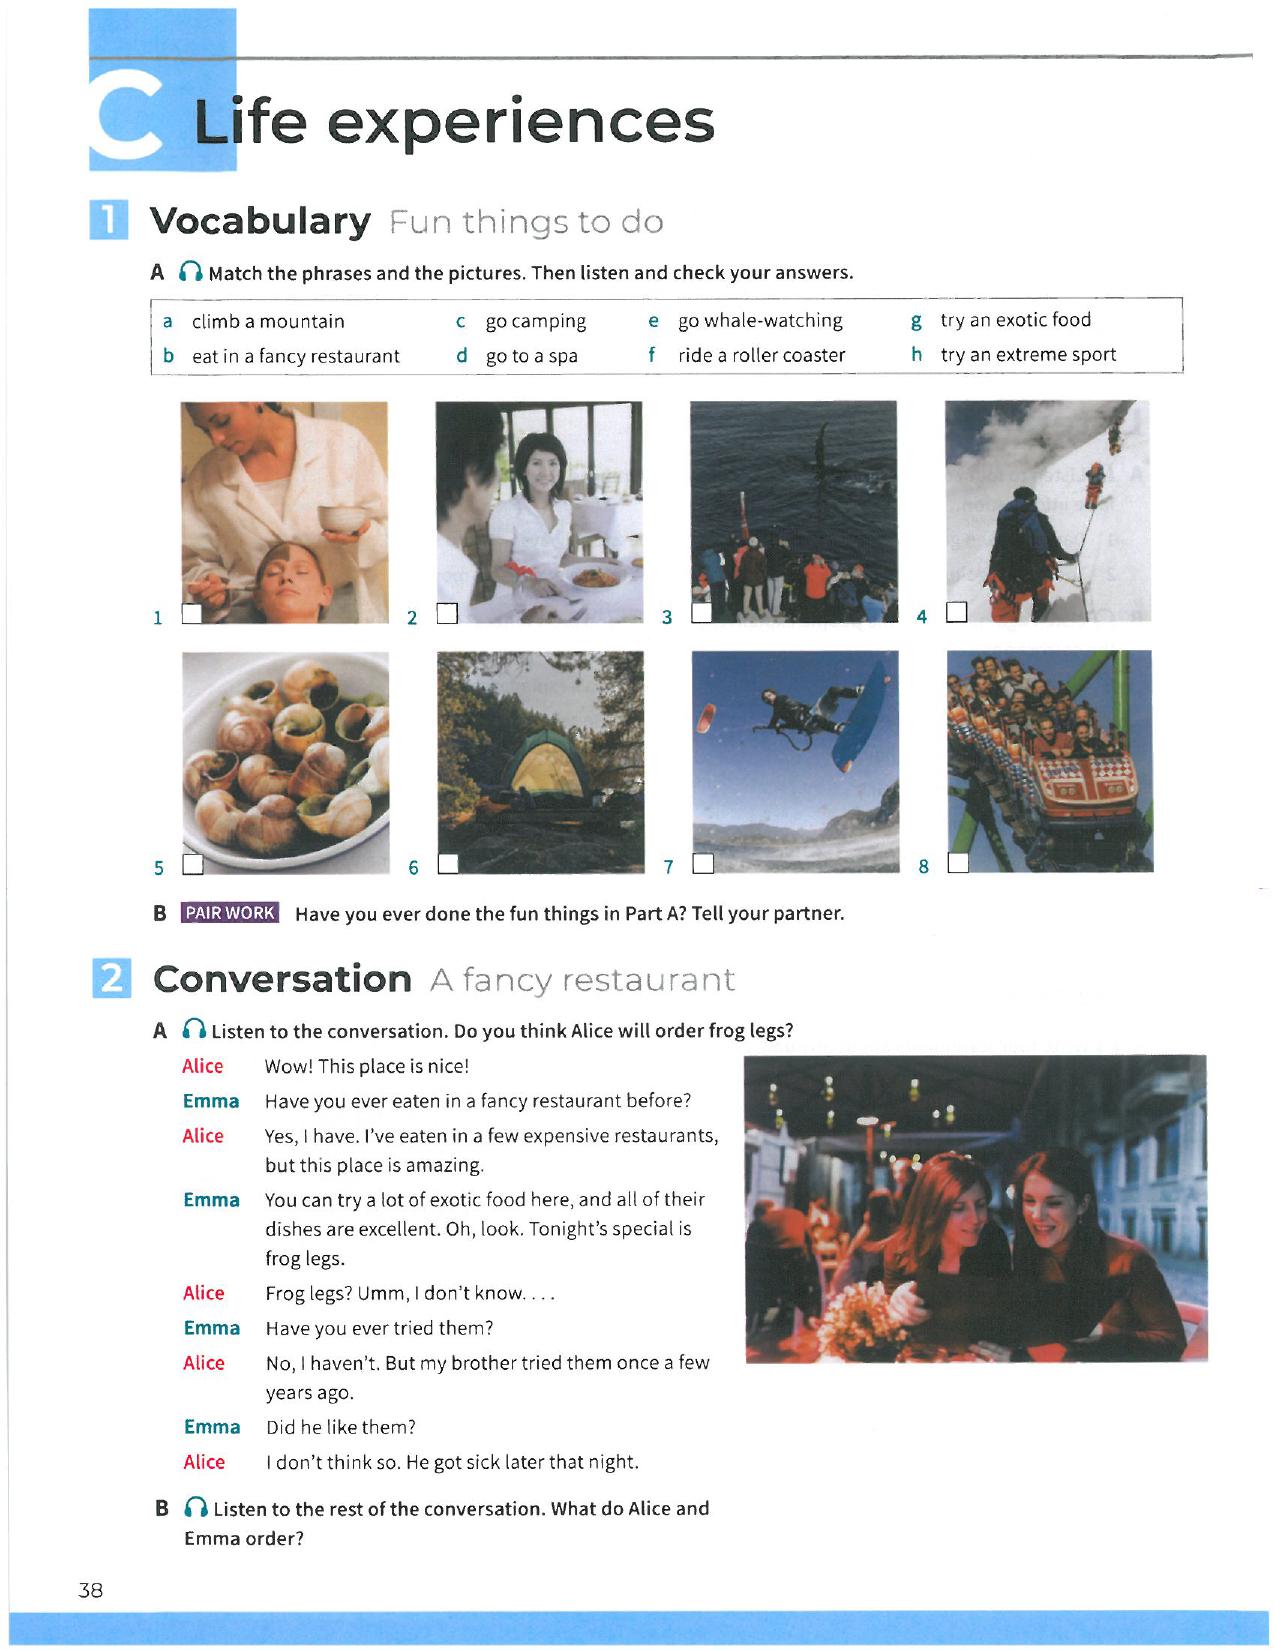 C Life experiences
1 Vocabulary Fun things to do
A Match the phrases and the pictures. Then listen and check your answers.
a climb a mountain c go camping e go whale-watching g try an exotic food
b eat in a fancy restaurant d go to a spa f ride a roller coaster h try an extreme sport
1 2 3 4
5 6 7 8
B PAIR WORK Have you ever done the fun things in Part A? Tell your partner.
2 Conversation A fancy restaurant
A Listen to the conversation. Do you think Alice will order frog legs?
Alice Wow! This place is nice!
Emma Have you ever eaten in a fancy restaurant before?
Alice Yes, I have. I've eaten in a few expensive restaurants,
but this place is amazing.
Emma You can try a lot of exotic food here, and all of their
dishes are excellent. Oh, look. Tonight's special is
frog legs.
Alice Frog legs? Umm, I don't know. . . .
Emma Have you ever tried them?
Alice No, I haven't. But my brother tried them once a few
years ago.
Emma Did he like them?
Alice I don't think so. He got sick later that night.
B Listen to the rest of the conversation. What do Alice and
Emma order?
38